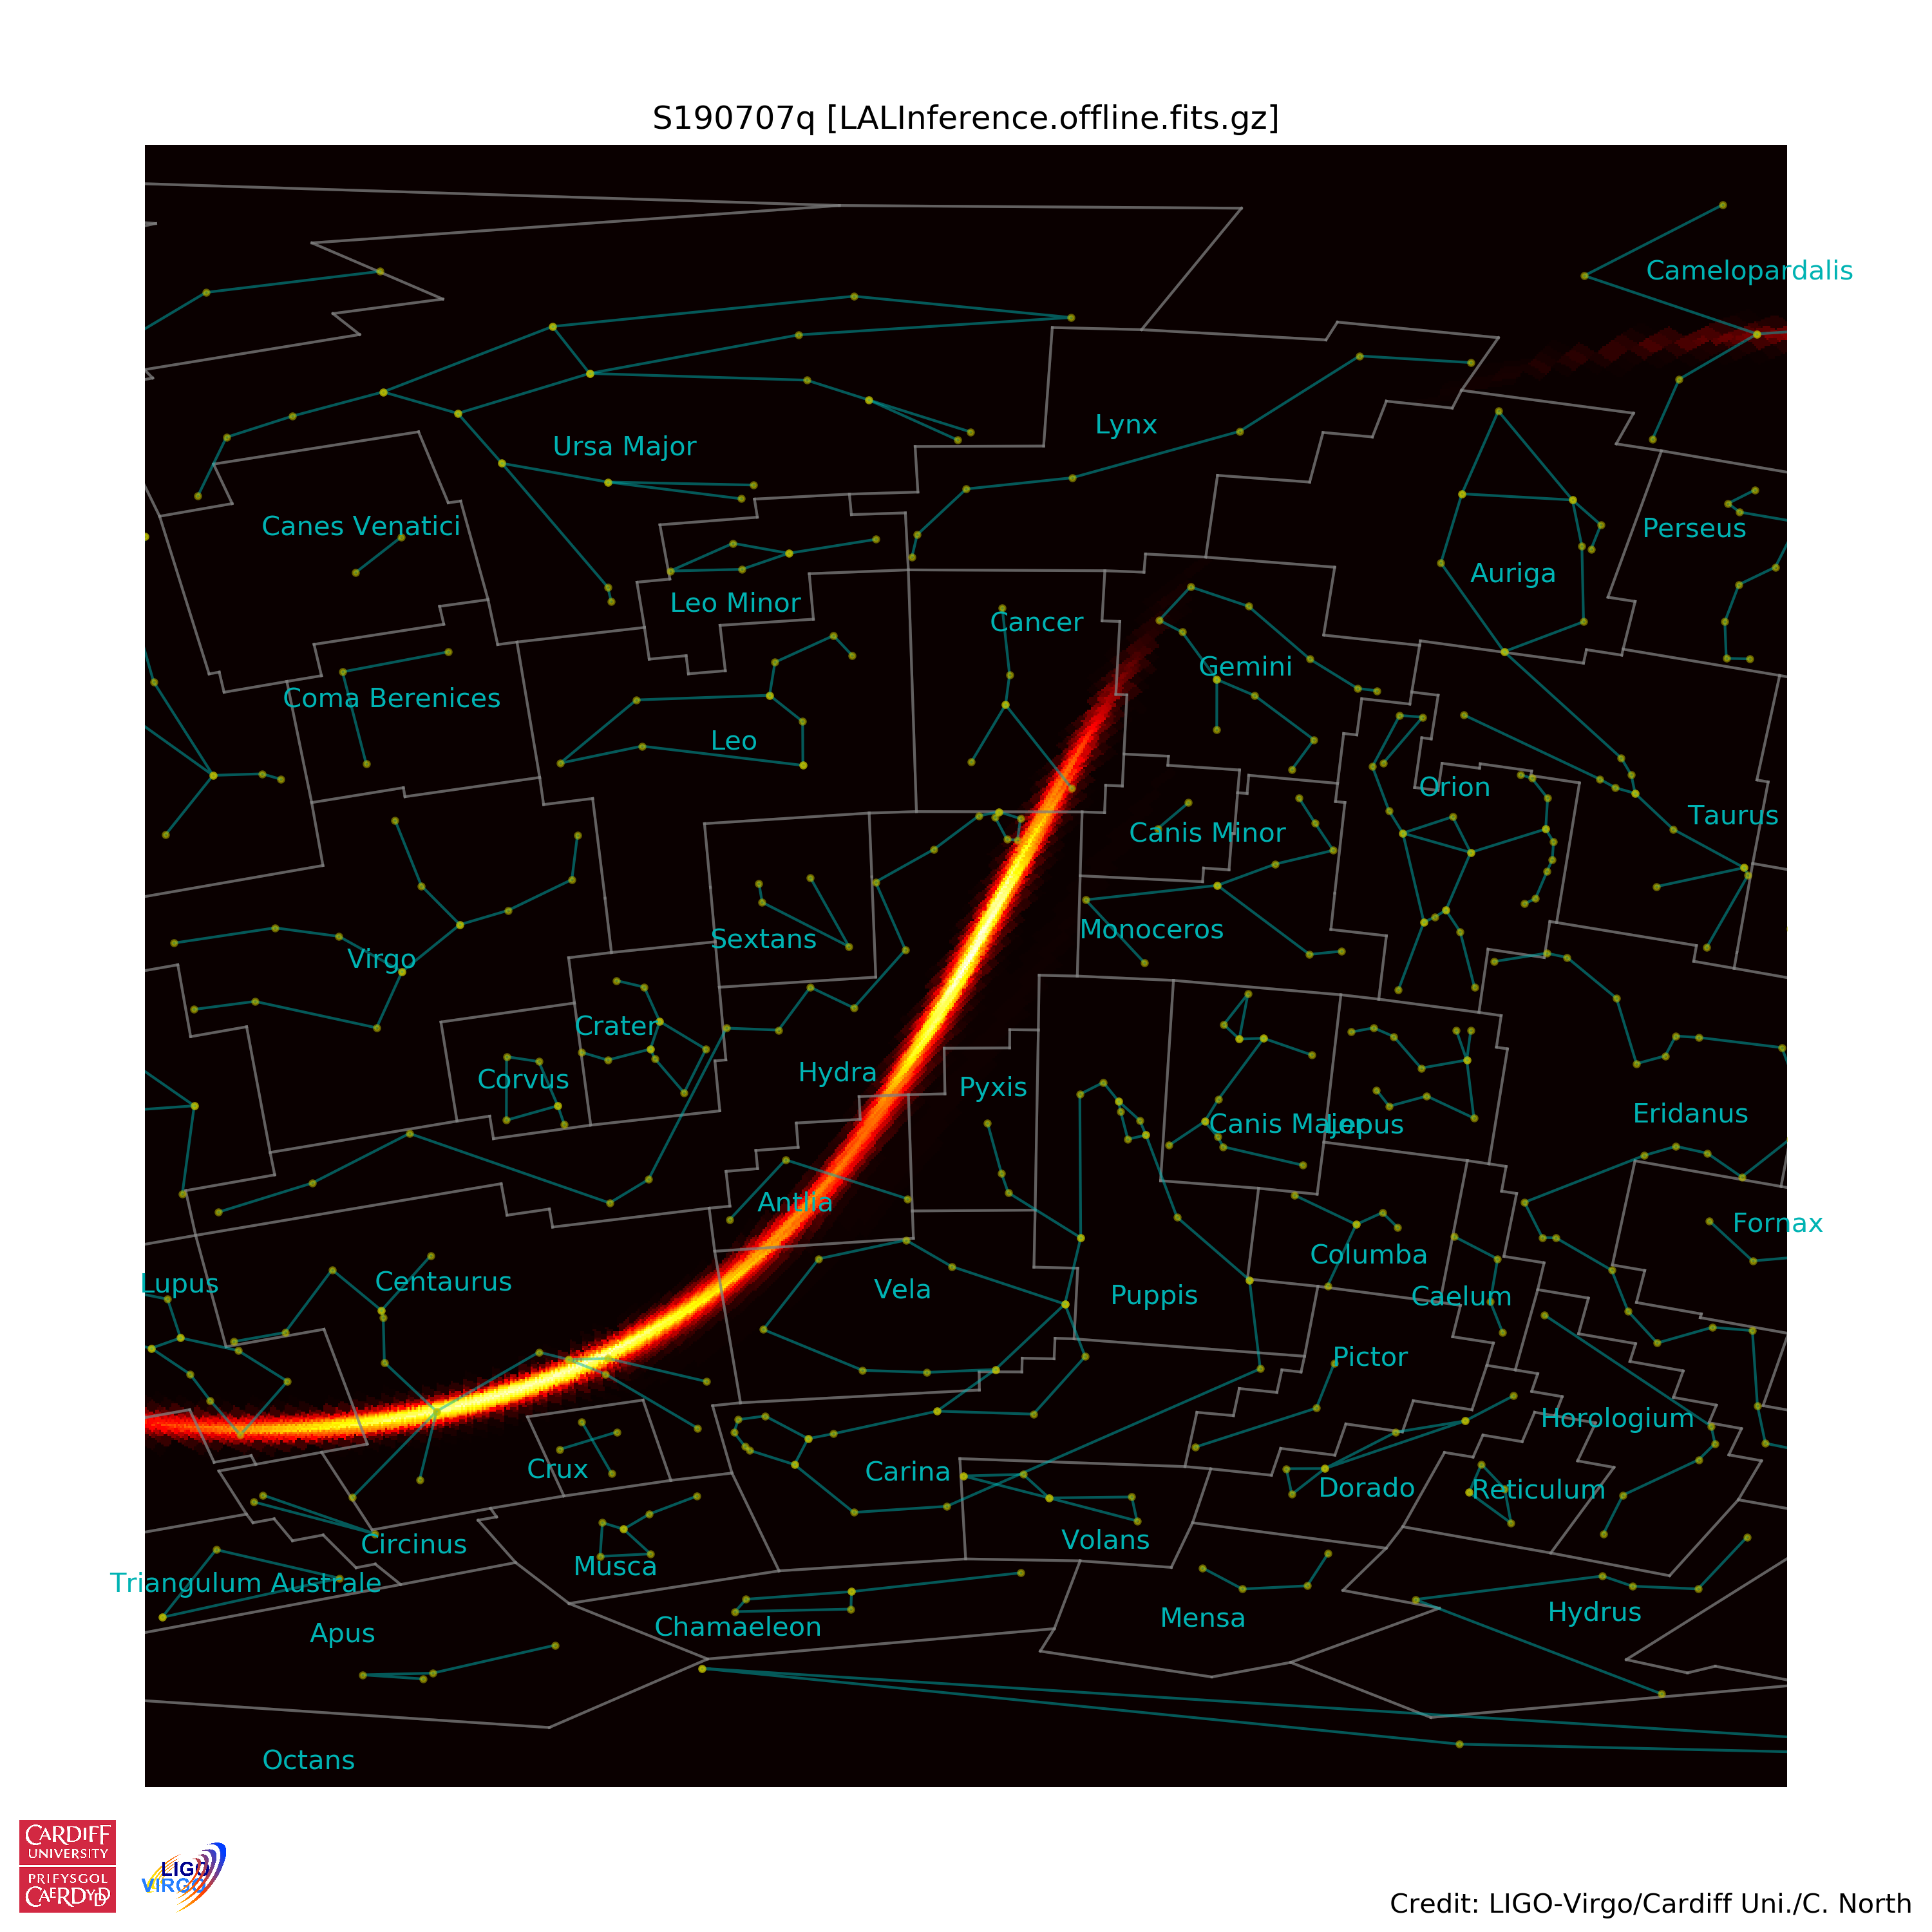 S190707q [LALInference.offline.fits.gz]
Camelopardalis
Lynx
Ursa Major
Canes Venatici
Perseus
Auriga
Leo Minor
Cancer
Gemini
Coma Berenices
Leo
Orion
Taurus
Canis Minor
Monoceros
Sextans
Virgo
Crater
Hydra
Corvus
Pyxis
Canis Major
Lepus
Eridanus
Antlia
Fornax
Columba
Lupus
Centaurus
Vela
Puppis
Caelum
Pictor
Horologium
Crux
Carina
Dorado
Reticulum
Volans
Circinus
Musca
Triangulum Australe
Hydrus
Mensa
Chamaeleon
Apus
Octans
CARDIFF
UNIVERSITY
PRIFYSGOL
CAERDYDD
LIGO
VIRGO
Credit: LIGO-Virgo/Cardiff Uni./C. North